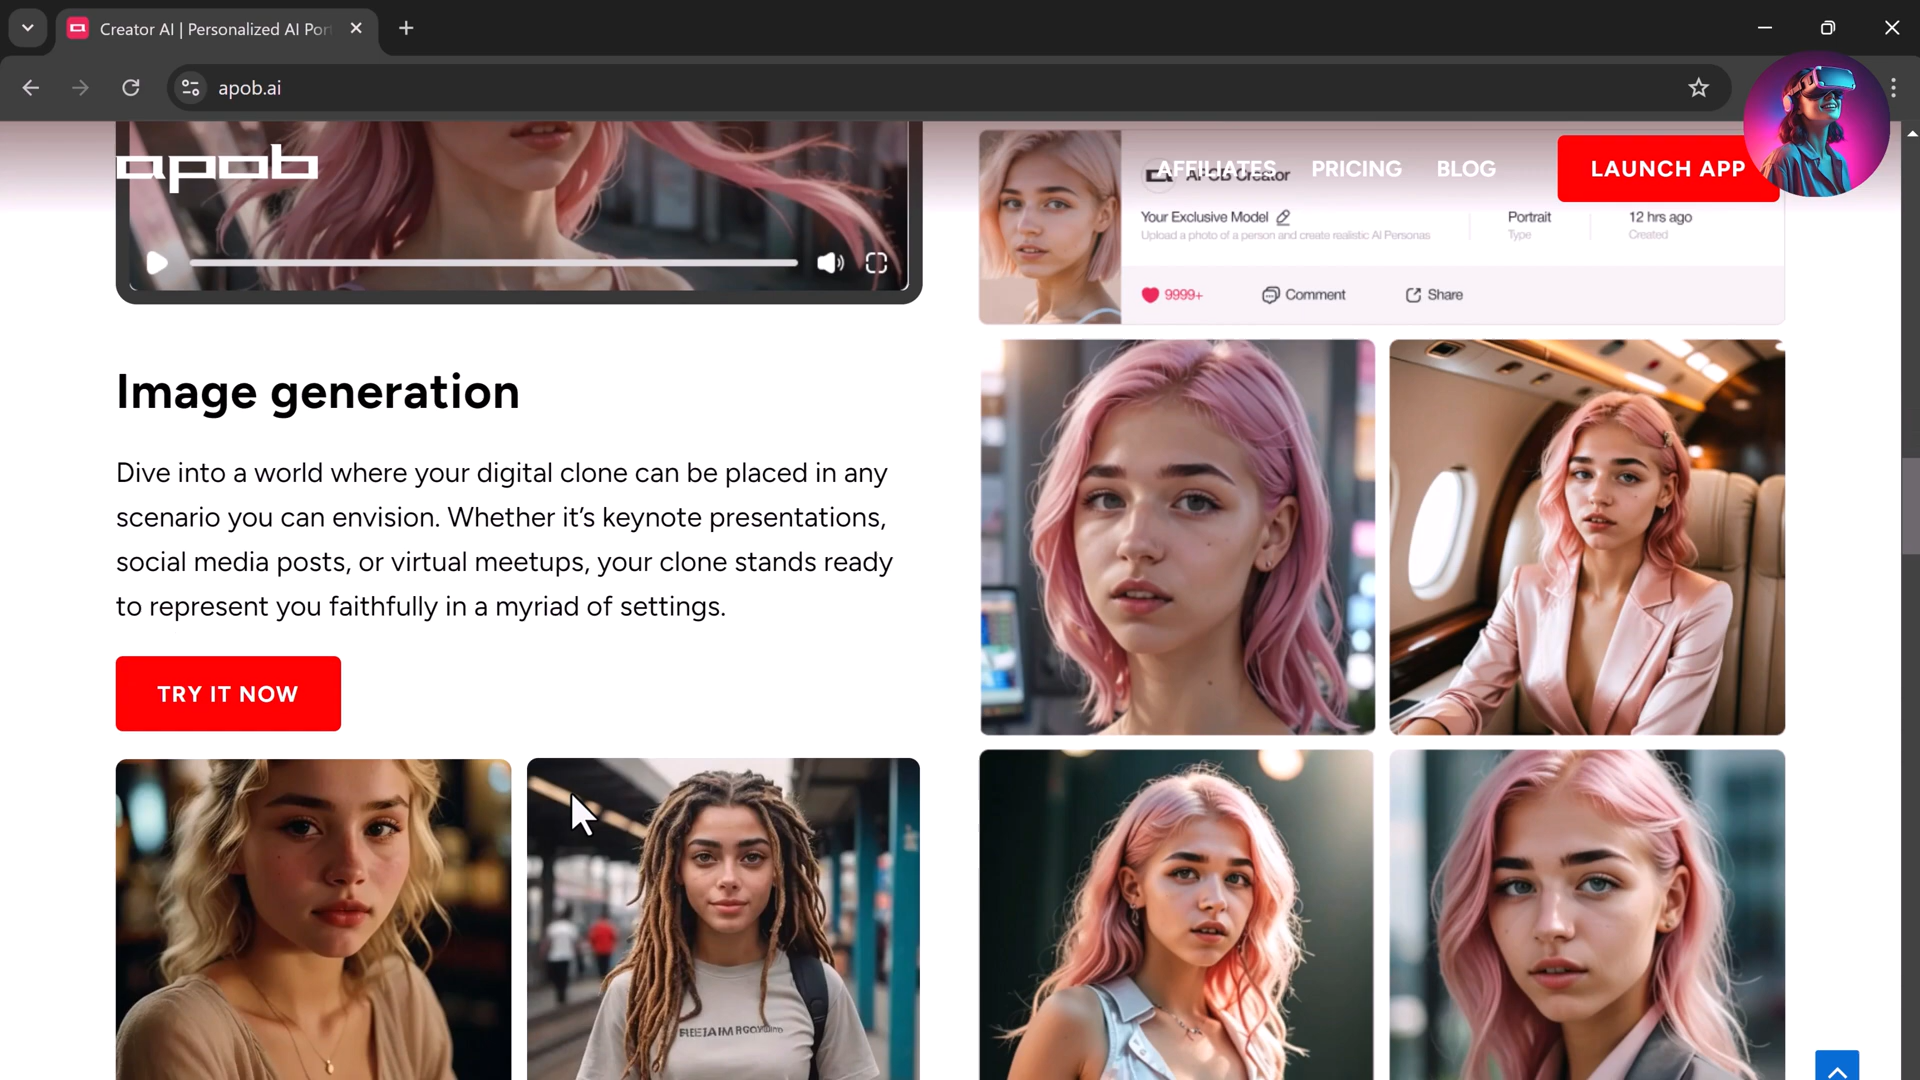 Creator AI | Personalized AI Por
apob.ai
apob
AFFILIATES
PRICING
BLOG
LAUNCH APP
APOB Creator
Your Exclusive Model
Upload a photo of a person and create realistic AI Personas
Portrait
Type
12 hrs ago
Created
9999+
Comment
Share
Image generation
Dive into a world where your digital clone can be placed in any
scenario you can envision. Whether it's keynote presentations,
social media posts, or virtual meetups, your clone stands ready
to represent you faithfully in a myriad of settings.
TRY IT NOW